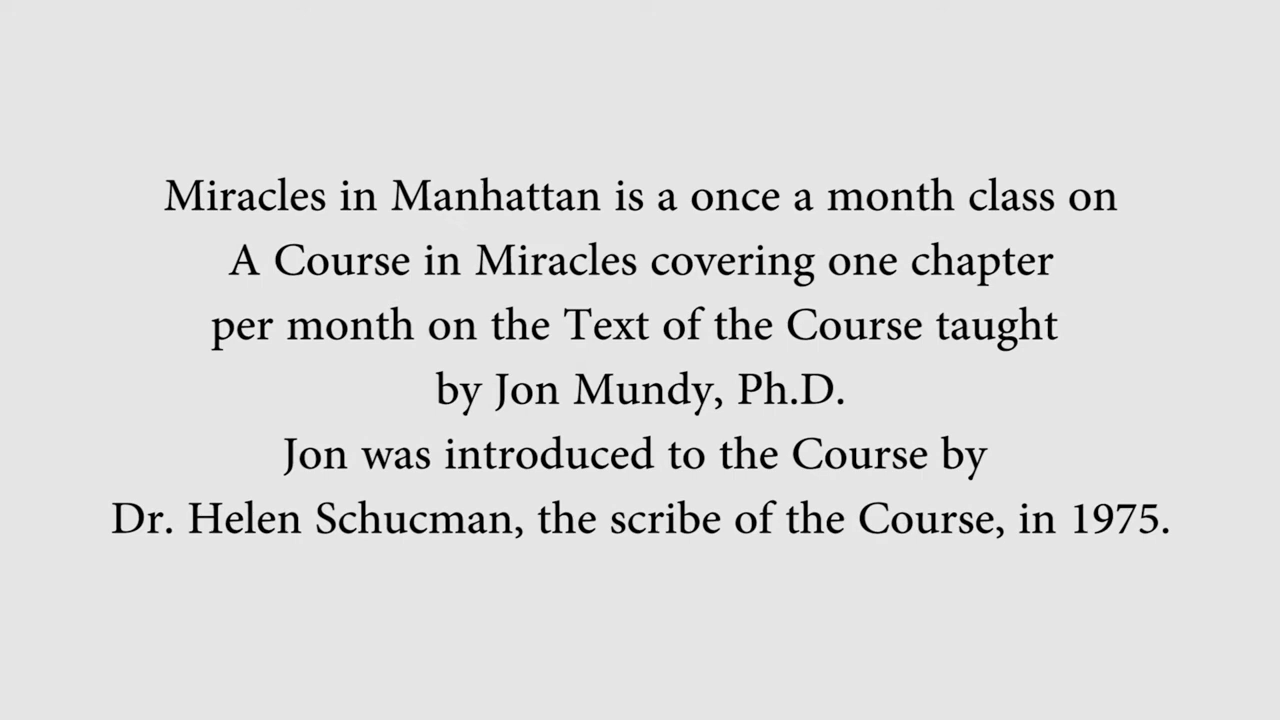 Miracles in Manhattan is a once a month class on
A Course in Miracles covering one chapter
per month on the Text of the Course taught
by Jon Mundy, Ph.D.
Jon was introduced to the Course by
Dr. Helen Schucman, the scribe of the Course, in 1975.